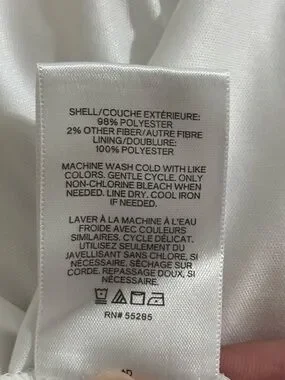 SHELL/COUCHE EXTÉRIEURE:
98% POLYESTER
2% OTHER FIBER/AUTRE FIBRE
LINING/DOUBLURE:
100% POLYESTER
MACHINE WASH COLD WITH LIKE
COLORS. GENTLE CYCLE. ONLY
NON-CHLORINE BLEACH WHEN
NEEDED. LINE DRY. COOL IRON
IF NEEDED.
LAVER À LA MACHINE À L'EAU
FROIDE AVEC COULEURS
SIMILAIRES. CYCLE DÉLICAT.
UTILISEZ SEULEMENT DU
JAVELLISANT SANS CHLORE, SI
NÉCESSAIRE. SÉCHAGE SUR
CORDE. REPASSAGE DOUX, SI
NÉCESSAIRE.
RN# 55285